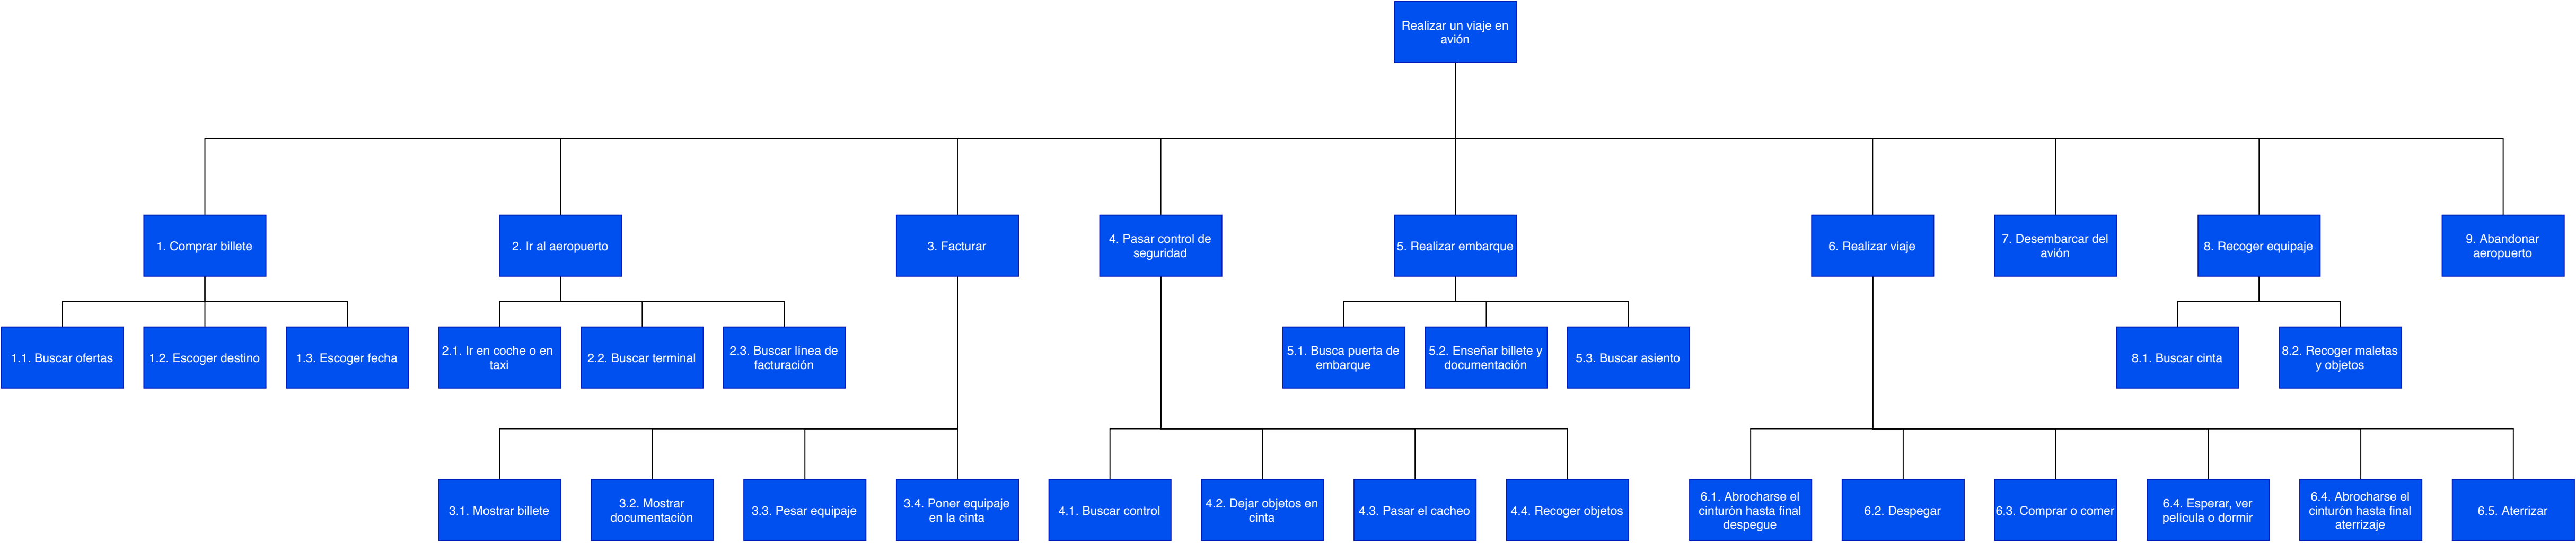 Realizar un viaje en
avión
1. Comprar billete
2. Ir al aeropuerto
3. Facturar
4. Pasar control de
seguridad
5. Realizar embarque
6. Realizar viaje
7. Desembarcar del
avión
8. Recoger equipaje
9. Abandonar
aeropuerto
1.1. Buscar ofertas
1.2. Escoger destino
1.3. Escoger fecha
2.1. Ir en coche o en
taxi
2.2. Buscar terminal
2.3. Buscar línea de
facturación
5.1. Busca puerta de
embarque
5.2. Enseñar billete y
documentación
5.3. Buscar asiento
8.1. Buscar cinta
8.2. Recoger maletas
y objetos
3.1. Mostrar billete
3.2. Mostrar
documentación
3.3. Pesar equipaje
3.4. Poner equipaje
en la cinta
4.1. Buscar control
4.2. Dejar objetos en
cinta
4.3. Pasar el cacheo
4.4. Recoger objetos
6.1. Abrocharse el
cinturón hasta final
despegue
6.2. Despegar
6.3. Comprar o comer
6.4. Esperar, ver
película o dormir
6.4. Abrocharse el
cinturón hasta final
aterrizaje
6.5. Aterrizar